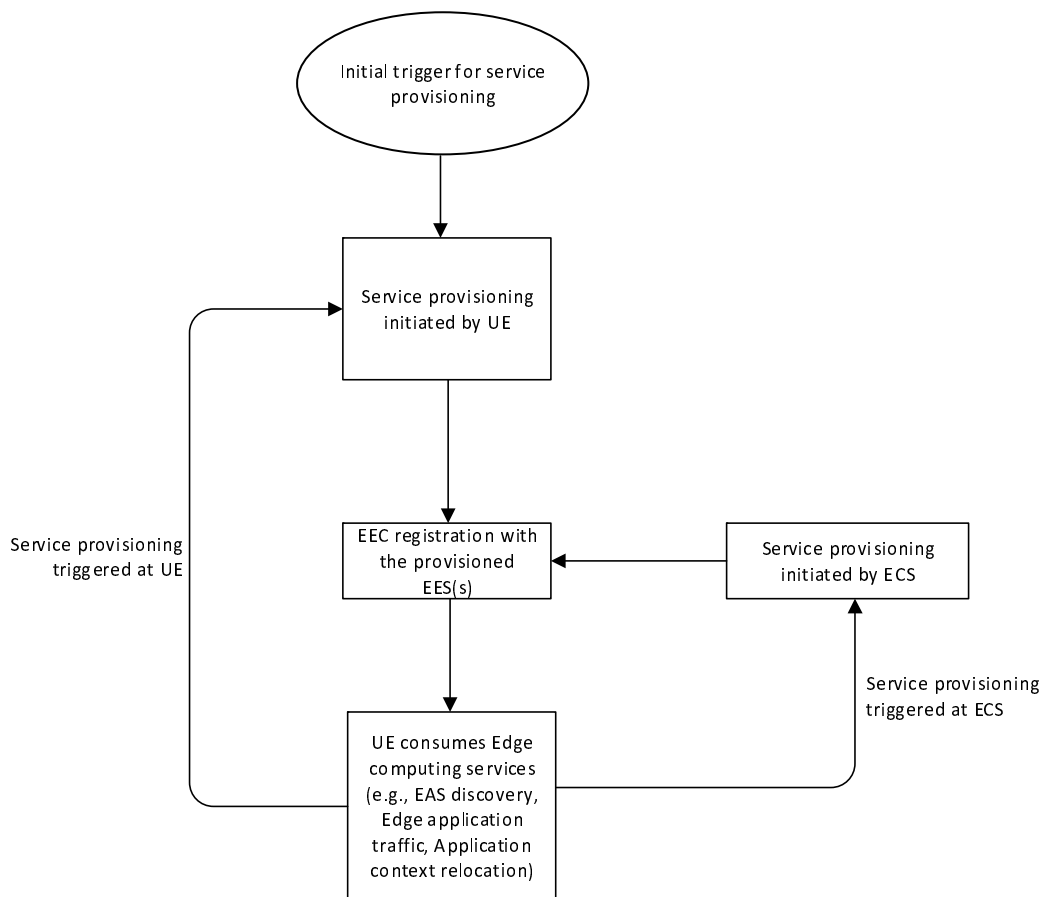 Initial trigger for service
provisioning
Service provisioning
initiated by UE
Service provisioning
triggered at UE
EEC registration with
the provisioned
EES(s)
Service provisioning
initiated by ECS
Service provisioning
triggered at ECS
UE consumes Edge
computing services
(e.g., EAS discovery,
Edge application
traffic, Application
context relocation)